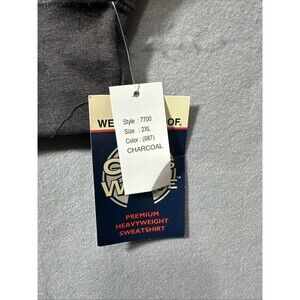 WE OF.
Style : 7700
Size : 2XL
Color : (087)
CHARCOAL
PREMIUM
HEAVYWEIGHT
SWEATSHIRT